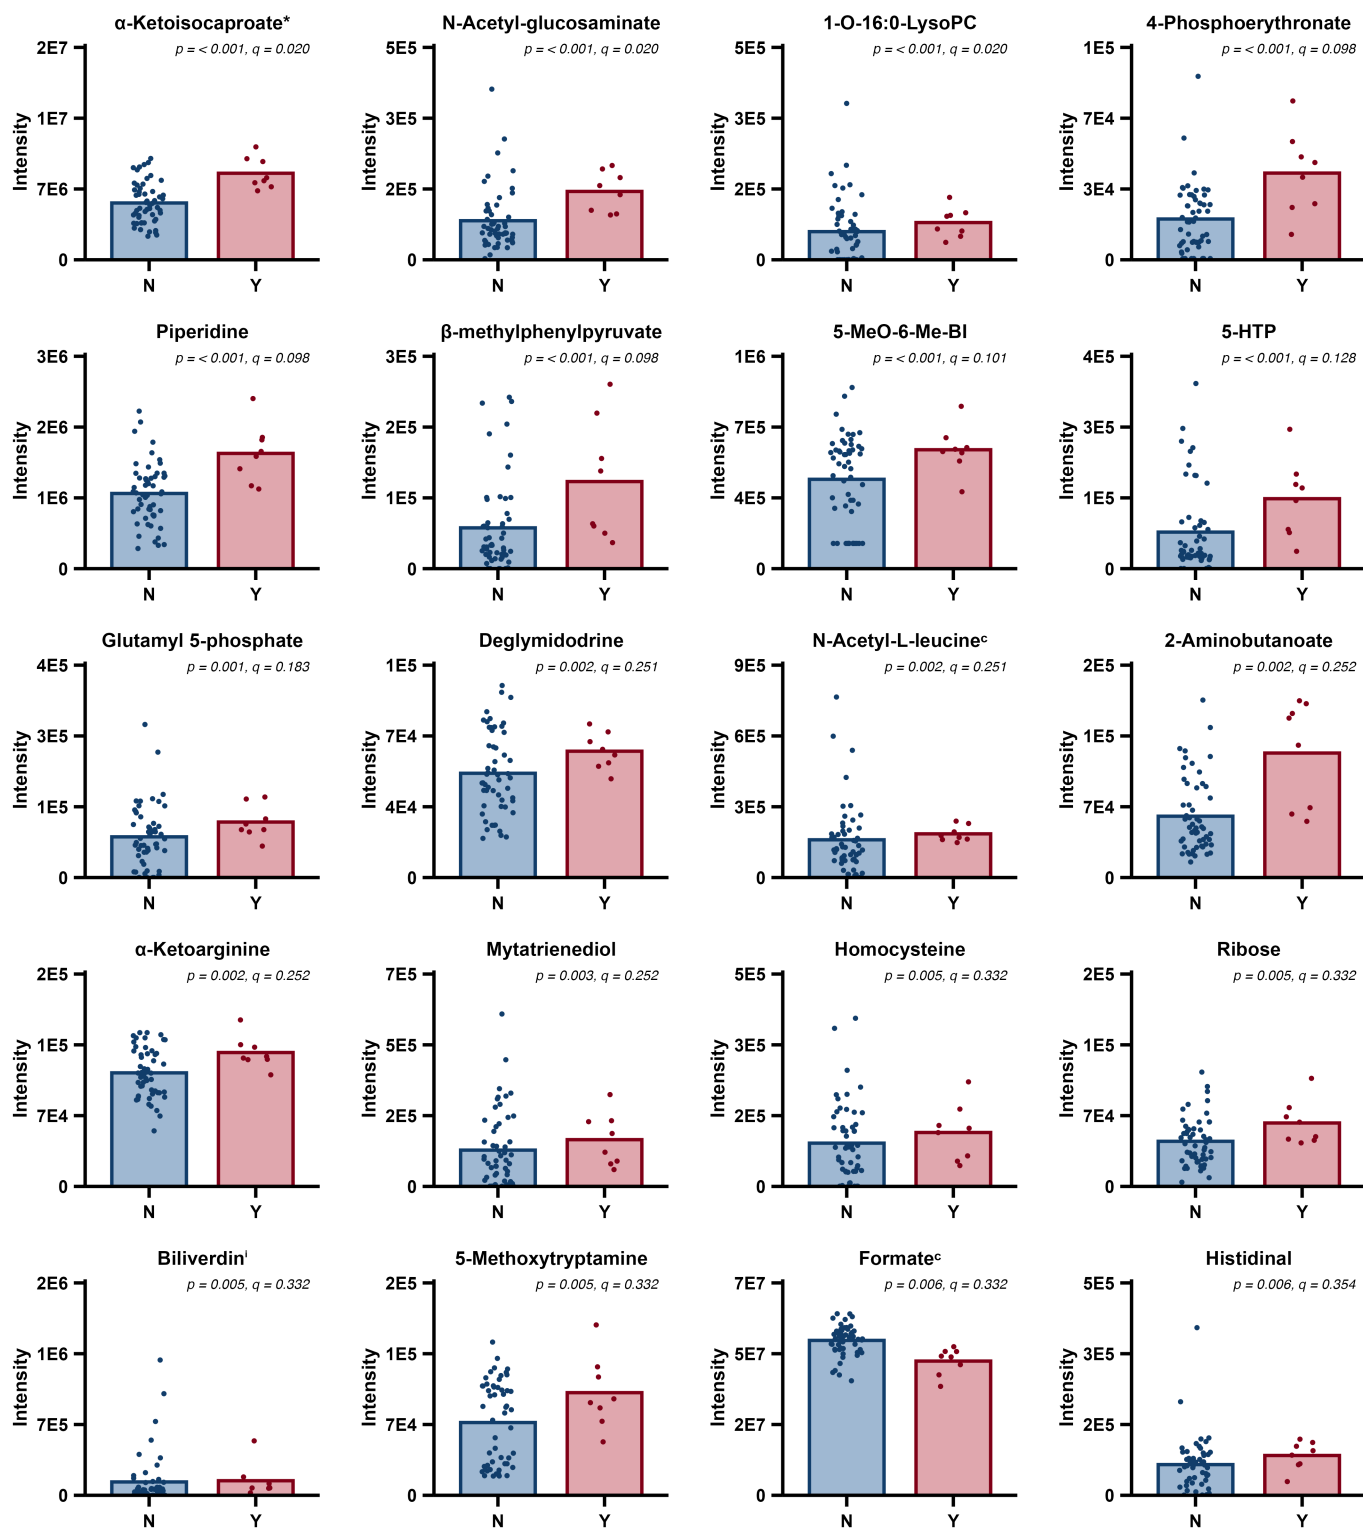 α-Ketoisocaproate* N-Acetyl-glucosaminate 1-O-16:0-LysoPC 4-Phosphoerythronate
p = < 0.001, q = 0.020 p = < 0.001, q = 0.020 p = < 0.001, q = 0.020 p = < 0.001, q = 0.098
2E7 5E5 5E5 1E5
1E7 3E5 3E5 7E4
Intensity Intensity Intensity Intensity
7E6 2E5 2E5 3E4
0 0 0 0
N Y N Y N Y N Y
Piperidine β-methylphenylpyruvate 5-MeO-6-Me-BI 5-HTP
p = < 0.001, q = 0.098 p = < 0.001, q = 0.098 p = < 0.001, q = 0.101 p = < 0.001, q = 0.128
3E6 3E5 1E6 4E5
2E6 2E5 7E5 3E5
Intensity Intensity Intensity Intensity
1E6 1E5 4E5 1E5
0 0 0 0
N Y N Y N Y N Y
Glutamyl 5-phosphate Deglymidodrine N-Acetyl-L-leucineᶜ 2-Aminobutanoate
p = 0.001, q = 0.183 p = 0.002, q = 0.251 p = 0.002, q = 0.251 p = 0.002, q = 0.252
4E5 1E5 9E5 2E5
3E5 7E4 6E5 1E5
Intensity Intensity Intensity Intensity
1E5 4E5 3E5 7E4
0 0 0 0
N Y N Y N Y N Y
α-Ketoarginine Mytatrienediol Homocysteine Ribose
p = 0.002, q = 0.252 p = 0.003, q = 0.252 p = 0.005, q = 0.332 p = 0.005, q = 0.332
2E5 7E5 5E5 2E5
1E5 5E5 3E5 1E5
Intensity Intensity Intensity Intensity
7E4 2E5 2E5 7E4
0 0 0 0
N Y N Y N Y N Y
Biliverdinⁱ 5-Methoxytryptamine Formateᶜ Histidinal
p = 0.005, q = 0.332 p = 0.005, q = 0.332 p = 0.006, q = 0.332 p = 0.006, q = 0.354
2E6 2E5 7E7 5E5
1E6 1E5 5E7 3E5
Intensity Intensity Intensity Intensity
7E5 7E4 2E7 2E5
0 0 0 0
N Y N Y N Y N Y